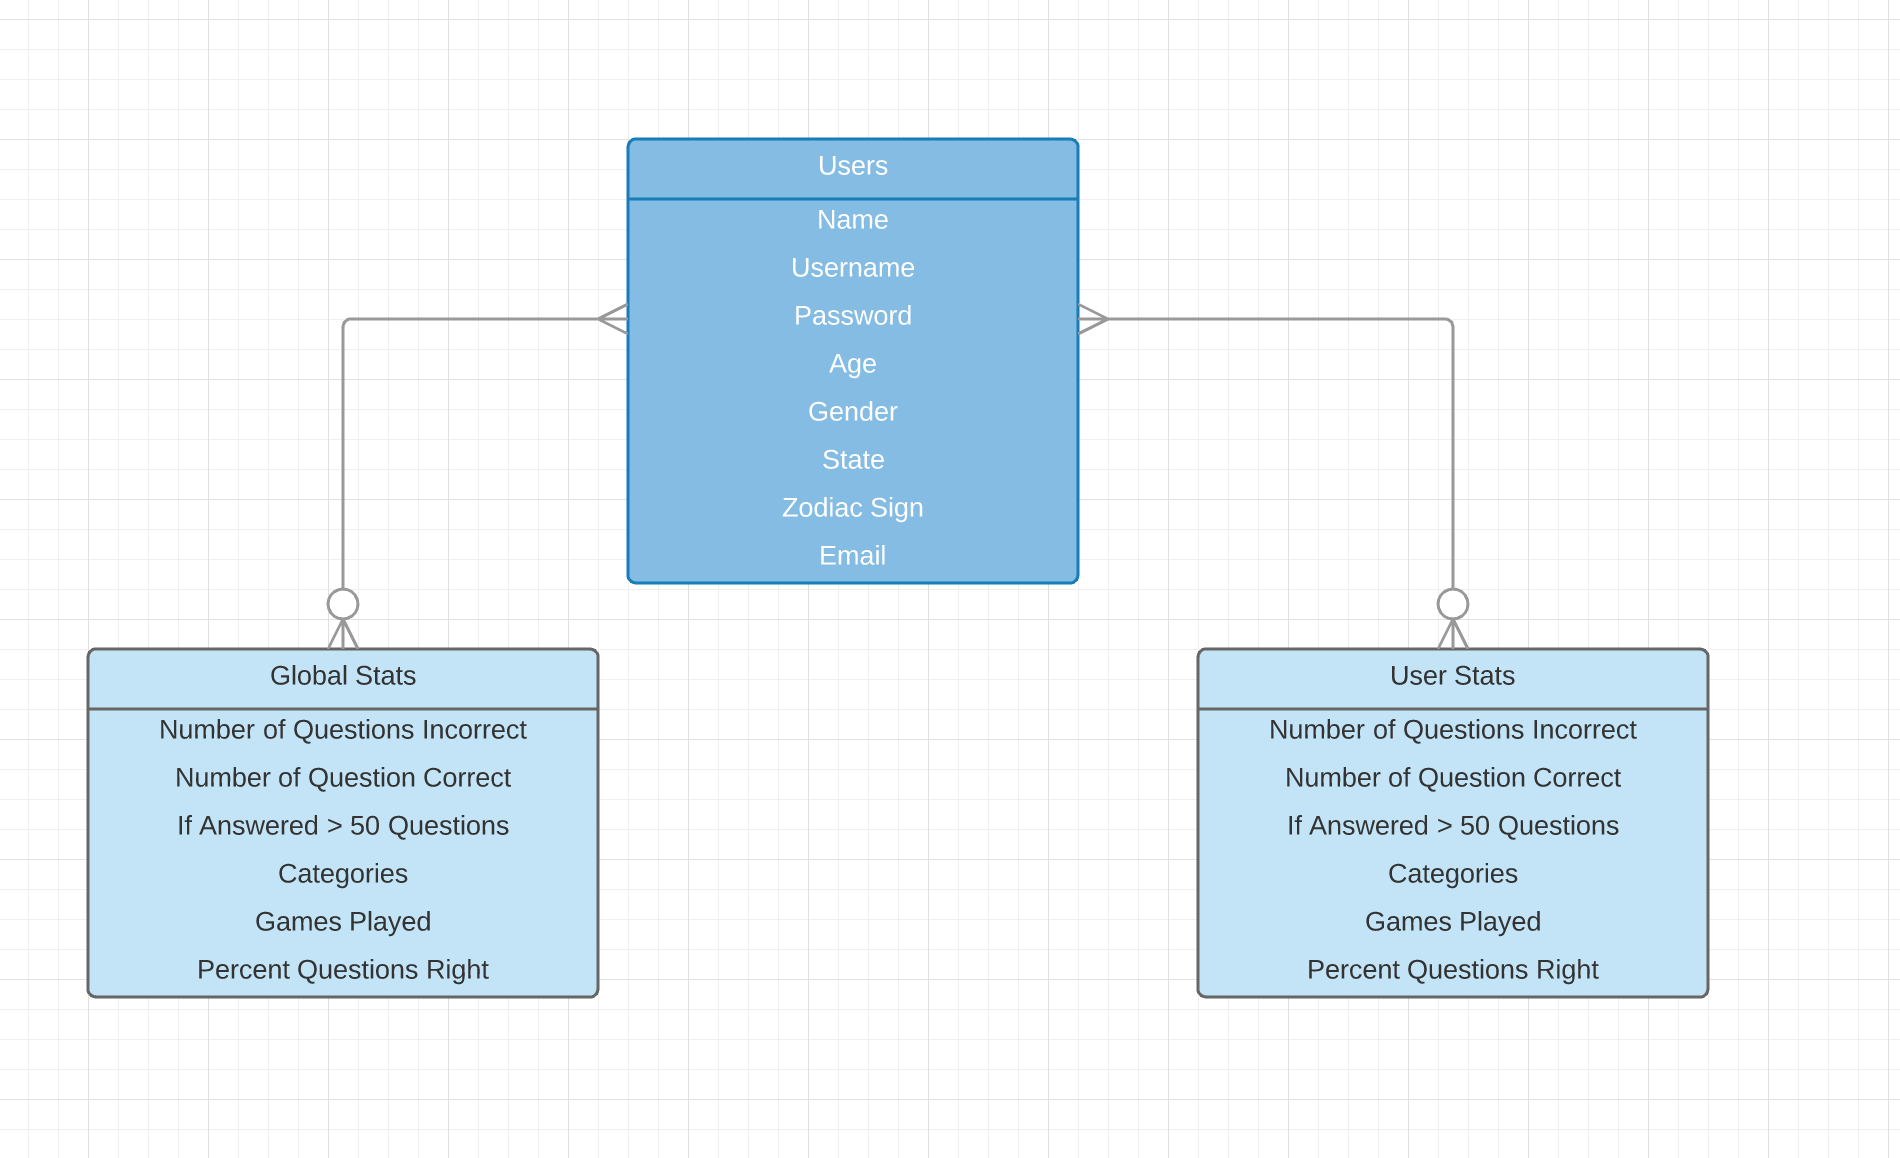 Users
Name
Username
Password
Age
Gender
State
Zodiac Sign
Email
Global Stats
Number of Questions Incorrect
Number of Question Correct
If Answered > 50 Questions
Categories
Games Played
Percent Questions Right
User Stats
Number of Questions Incorrect
Number of Question Correct
If Answered > 50 Questions
Categories
Games Played
Percent Questions Right